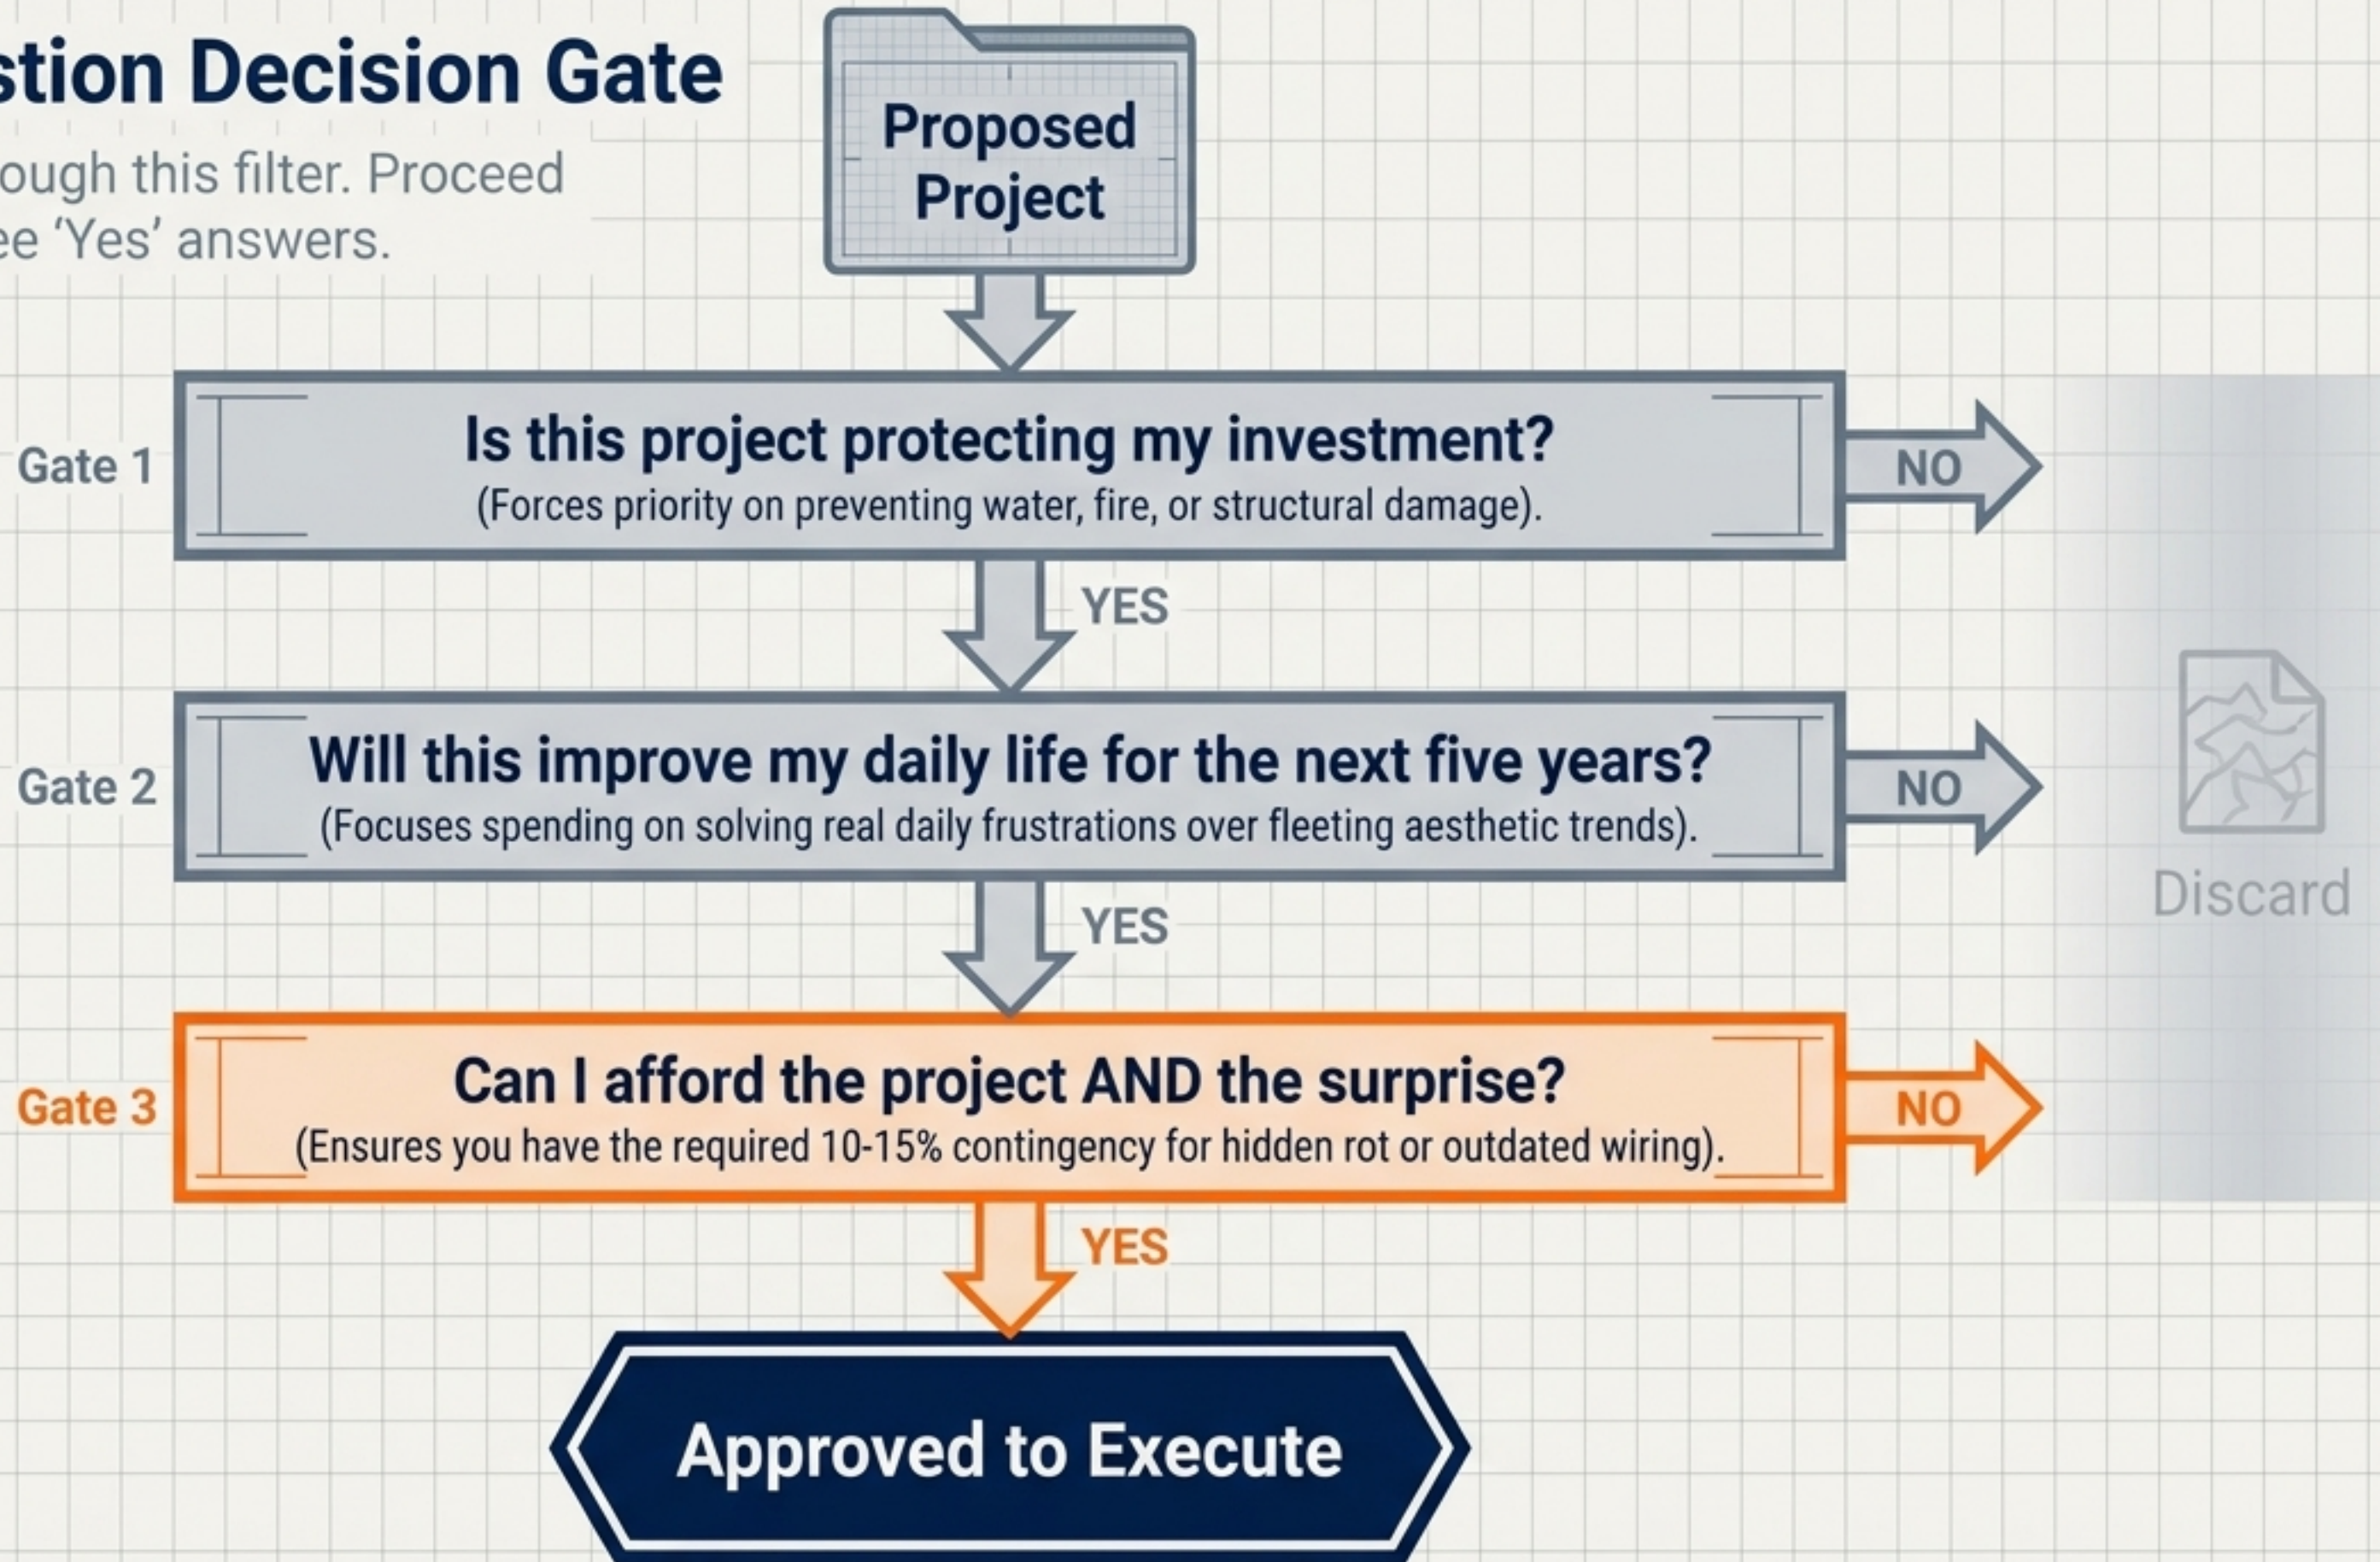 stion Decision Gate
ough this filter. Proceed
ee ‘Yes’ answers.
Proposed
Project
Gate 1
Is this project protecting my investment?
(Forces priority on preventing water, fire, or structural damage).
NO
YES
Gate 2
Will this improve my daily life for the next five years?
(Focuses spending on solving real daily frustrations over fleeting aesthetic trends).
NO
Discard
YES
Gate 3
Can I afford the project AND the surprise?
(Ensures you have the required 10-15% contingency for hidden rot or outdated wiring).
NO
YES
Approved to Execute